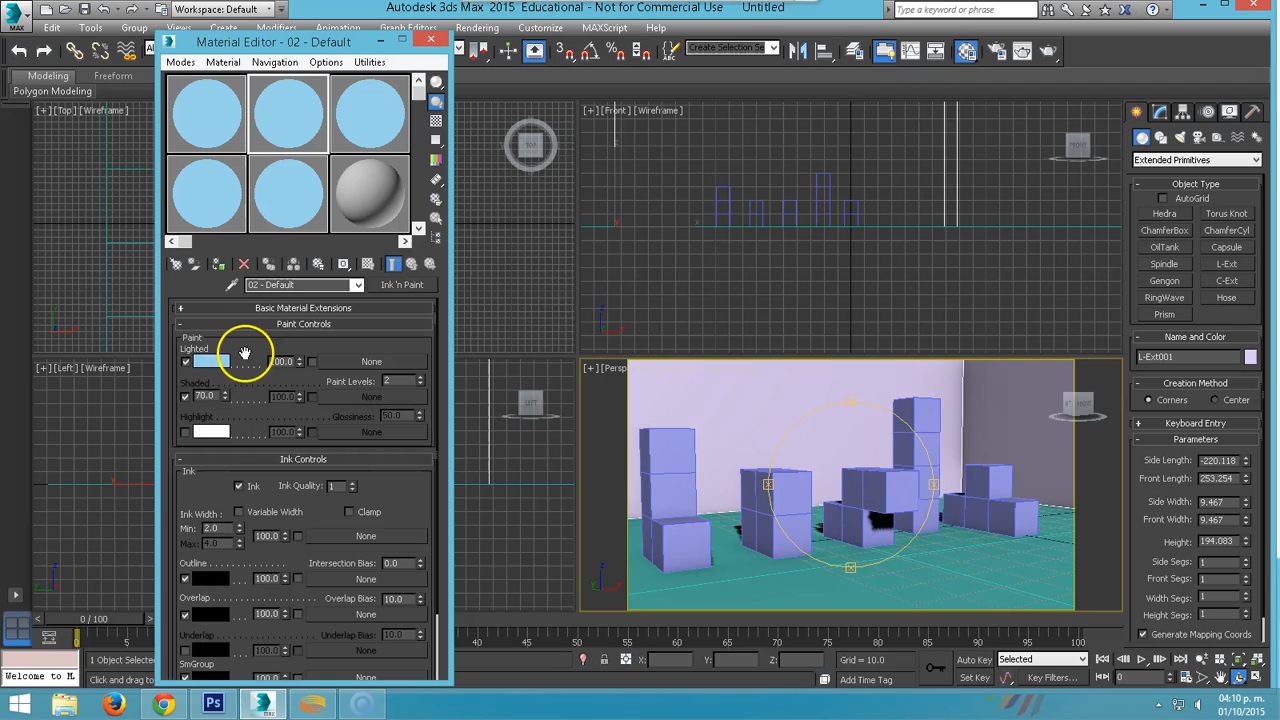 Workspace: Default
Autodesk 3ds Max 2015 Educational - Not for Commercial Use Untitled
Type a keyword or phrase
MAX
Edit Tools Group Views Create Modifiers Animation Graph Editors Rendering Customize MAXScript Help
Create Selection Se
Modeling Freeform
Polygon Modeling
Material Editor - 02 - Default
Modes Material Navigation Options Utilities
02 - Default Ink 'n Paint
+ Basic Material Extensions
- Paint Controls
Paint
Lighted
100.0 None
Shaded Paint Levels: 2
70.0 100.0 None
Highlight Glossiness: 50.0
100.0 None
- Ink Controls
Ink
Ink Ink Quality: 1
Ink Width: Variable Width Clamp
Min: 2.0
Max: 4.0 100.0 None
Outline Intersection Bias: 0.0
100.0 None
Overlap Overlap Bias: 10.0
100.0 None
Underlap Underlap Bias: 10.0
100.0 None
SmGroup
100.0 None
[+] [Top] [Wireframe]
TOP
[+] [Front] [Wireframe]
FRONT
[+] [Left] [Wireframe]
LEFT
[+] [Persp
Extended Primitives
- Object Type
AutoGrid
Hedra Torus Knot
ChamferBox ChamferCyl
OilTank Capsule
Spindle L-Ext
Gengon C-Ext
RingWave Hose
Prism
- Name and Color
L-Ext001
- Creation Method
Corners Center
+ Keyboard Entry
- Parameters
Side Length: -220.118
Front Length: 253.254
Side Width: 9.467
Front Width: 9.467
Height: 194.083
Side Segs: 1
Front Segs: 1
Width Segs: 1
Height Segs: 1
Generate Mapping Coords
0 / 100
0 5 40 45 50 55 60 65 70 75 80 85 90 95 100
1 Object Selected
Welcome to M
Click and drag to
X: Y: Z: Grid = 10.0
Add Time Tag
Auto Key Selected
Set Key Key Filters... 0
Ps
04:10 p. m.
01/10/2015